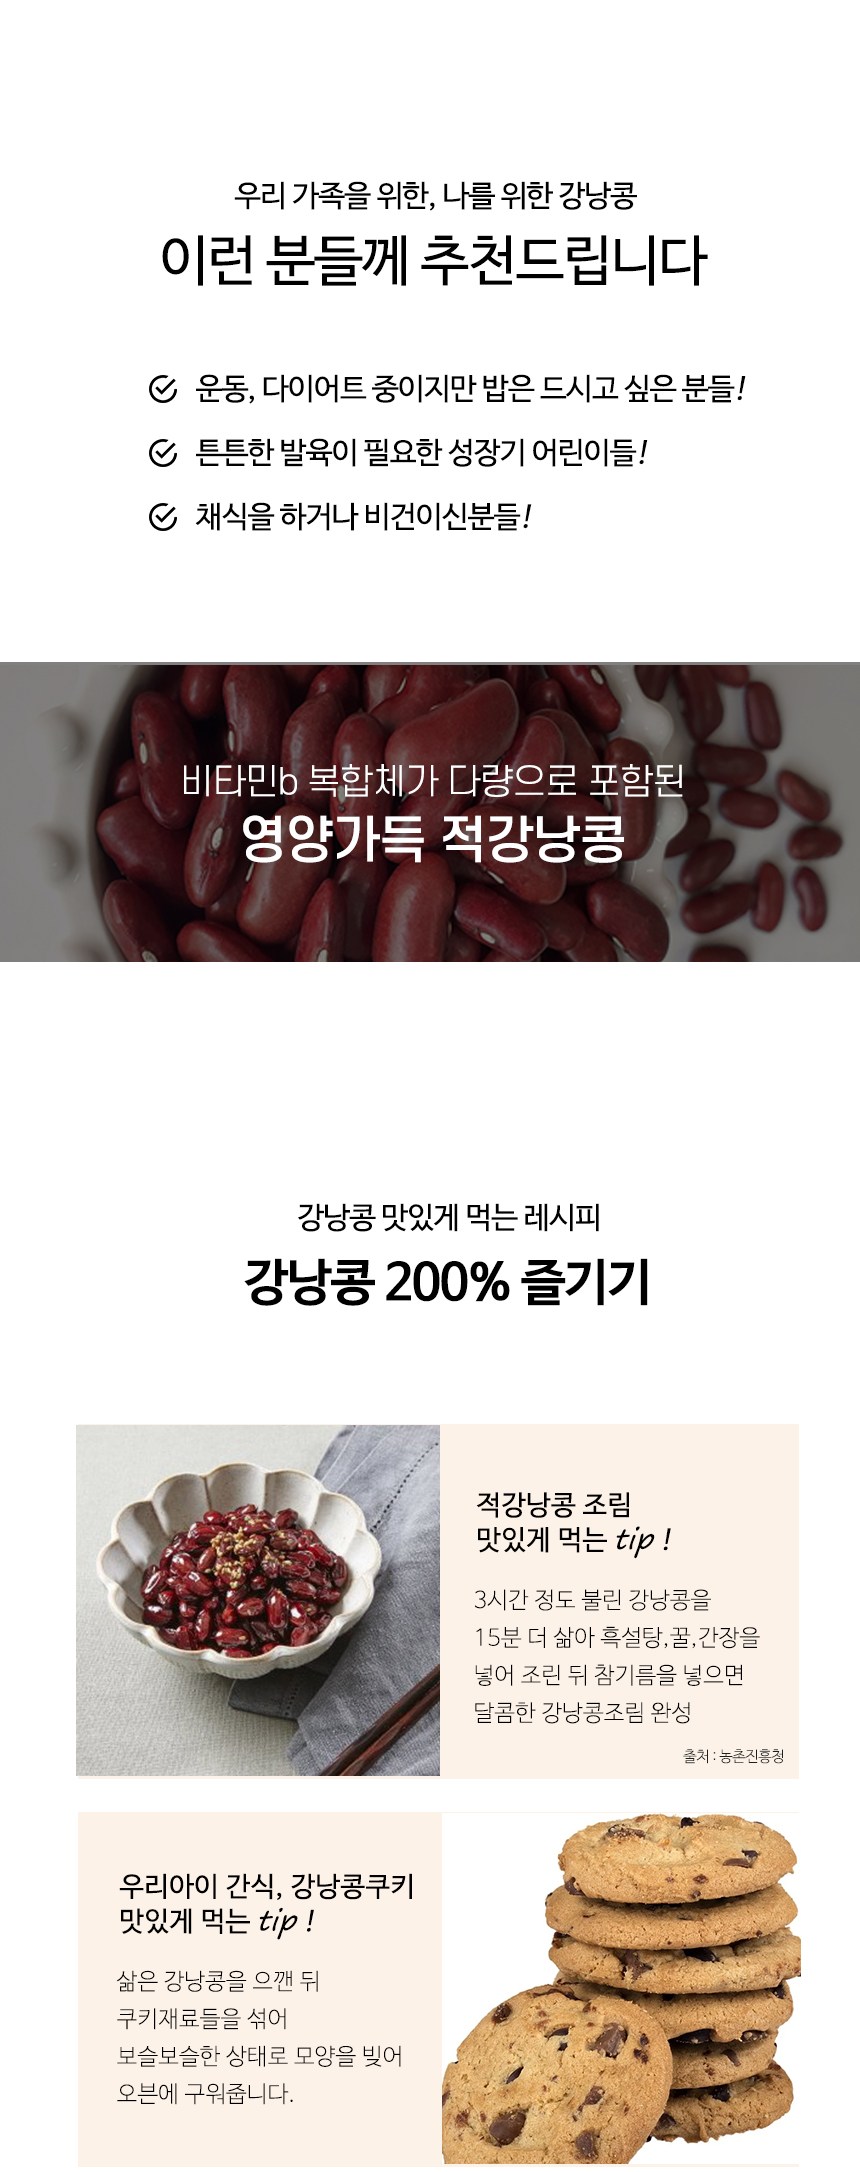 우리 가족을 위한, 나를 위한 강낭콩
이런 분들께 추천드립니다
운동, 다이어트 중이지만 밥은 드시고 싶은 분들!
튼튼한 발육이 필요한 성장기 어린이들!
채식을 하거나 비건이신분들!
비타민b 복합체가 다량으로 포함된
영양가득 적강낭콩
강낭콩 맛있게 먹는 레시피
강낭콩 200% 즐기기
적강낭콩 조림
맛있게 먹는 tip !
3시간 정도 불린 강낭콩을
15분 더 삶아 흑설탕,꿀,간장을
넣어 조린 뒤 참기름을 넣으면
달콤한 강낭콩조림 완성
출처 : 농촌진흥청
우리아이 간식, 강낭콩쿠키
맛있게 먹는 tip !
삶은 강낭콩을 으깬 뒤
쿠키재료들을 섞어
보슬보슬한 상태로 모양을 빚어
오븐에 구워줍니다.